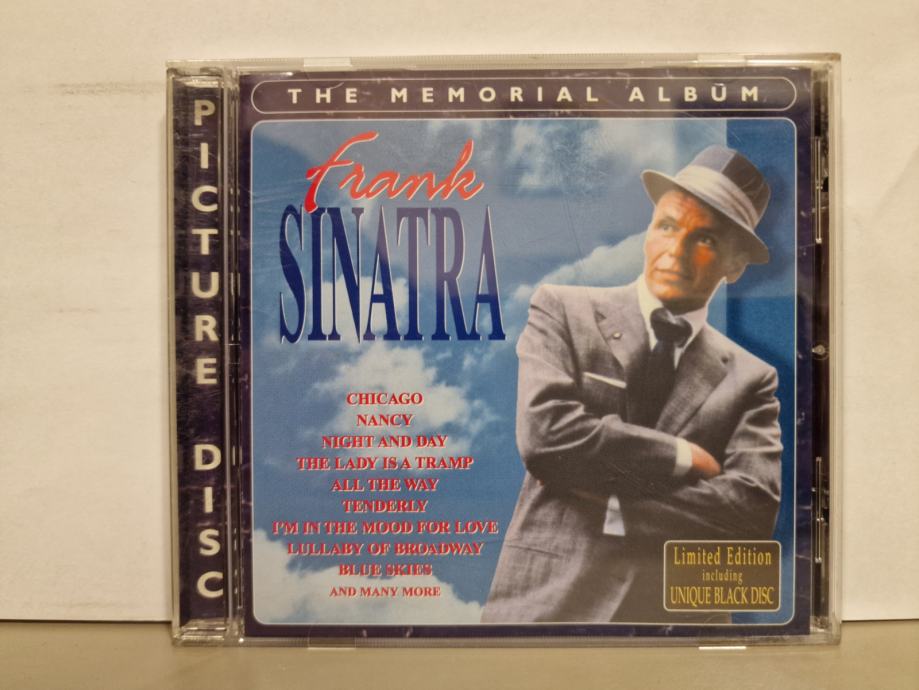 PICTURE DISC
THE MEMORIAL ALBŪM
Frank
SINATRA
CHICAGO
NANCY
NIGHT AND DAY
THE LADY IS A TRAMP
ALL THE WAY
TENDERLY
I'M IN THE MOOD FOR LOVE
LULLABY OF BROADWAY
BLUE SKIES
AND MANY MORE
Limited Edition
including
UNIQUE BLACK DISC